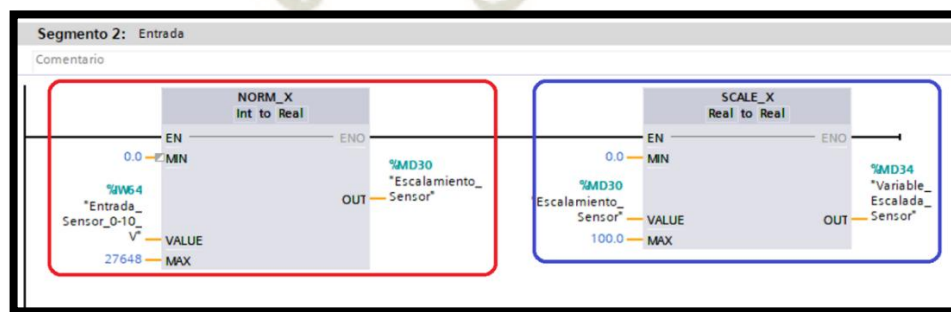 Segmento 2: Entrada
Comentario
NORM_X
Int to Real
EN
ENO
0.0
MIN
%IW64
"Entrada_
Sensor_0-10_
V"
VALUE
27648
MAX
%MD30
"Escalamiento_
Sensor"
OUT
SCALE_X
Real to Real
EN
ENO
0.0
MIN
%MD30
"Escalamiento_
Sensor"
VALUE
100.0
MAX
%MD34
"Variable_
Escalada_
Sensor"
OUT